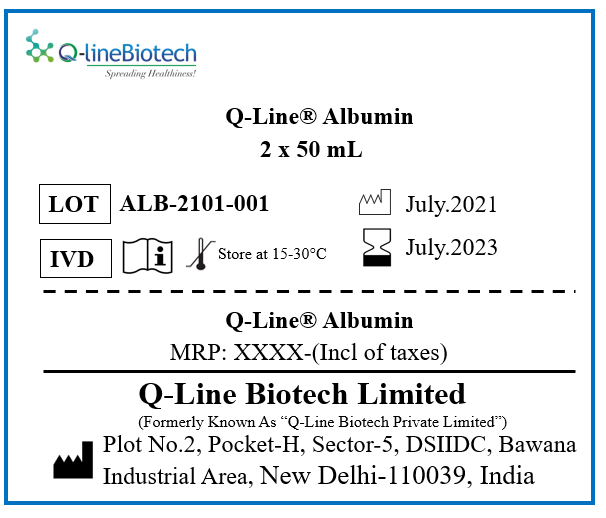 Q-lineBiotech
Spreading Healthiness!
Q-Line® Albumin
2 x 50 mL
LOT ALB-2101-001 July.2021
IVD i Store at 15-30°C July.2023
Q-Line® Albumin
MRP: XXXX-(Incl of taxes)
Q-Line Biotech Limited
(Formerly Known As “Q-Line Biotech Private Limited”)
Plot No.2, Pocket-H, Sector-5, DSIIDC, Bawana
Industrial Area, New Delhi-110039, India